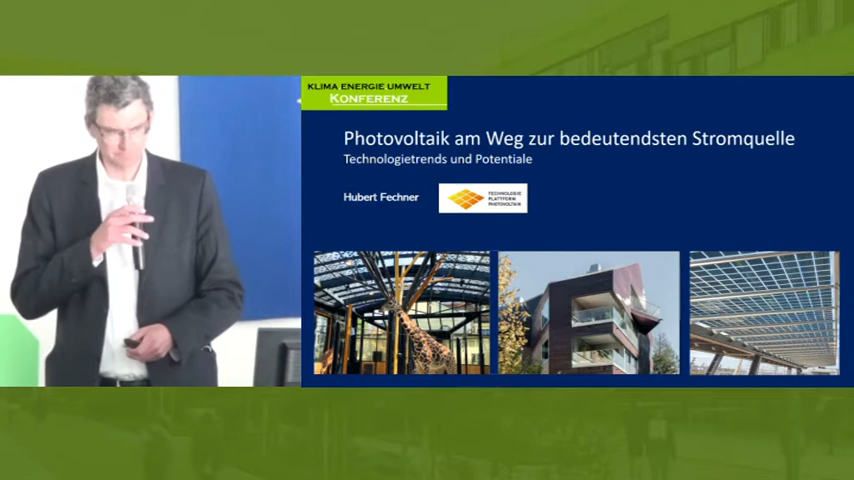 KLIMA ENERGIE UMWELT
KONFERENZ
Photovoltaik am Weg zur bedeutendsten Stromquelle
Technologietrends und Potentiale
Hubert Fechner
TECHNOLOGIE
PLATTFORM
PHOTOVOLTAIK